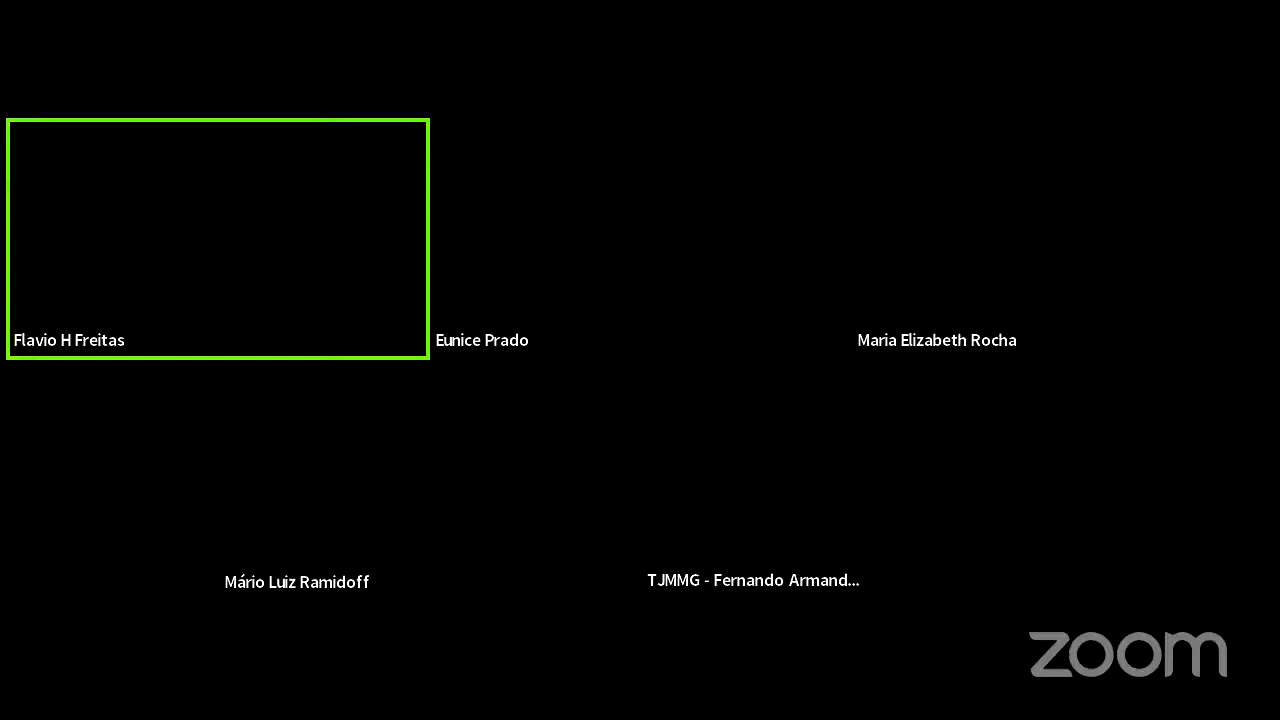 Flavio H Freitas
Eunice Prado
Maria Elizabeth Rocha
Mário Luiz Ramidoff
TJMMG - Fernando Armand...
zoom